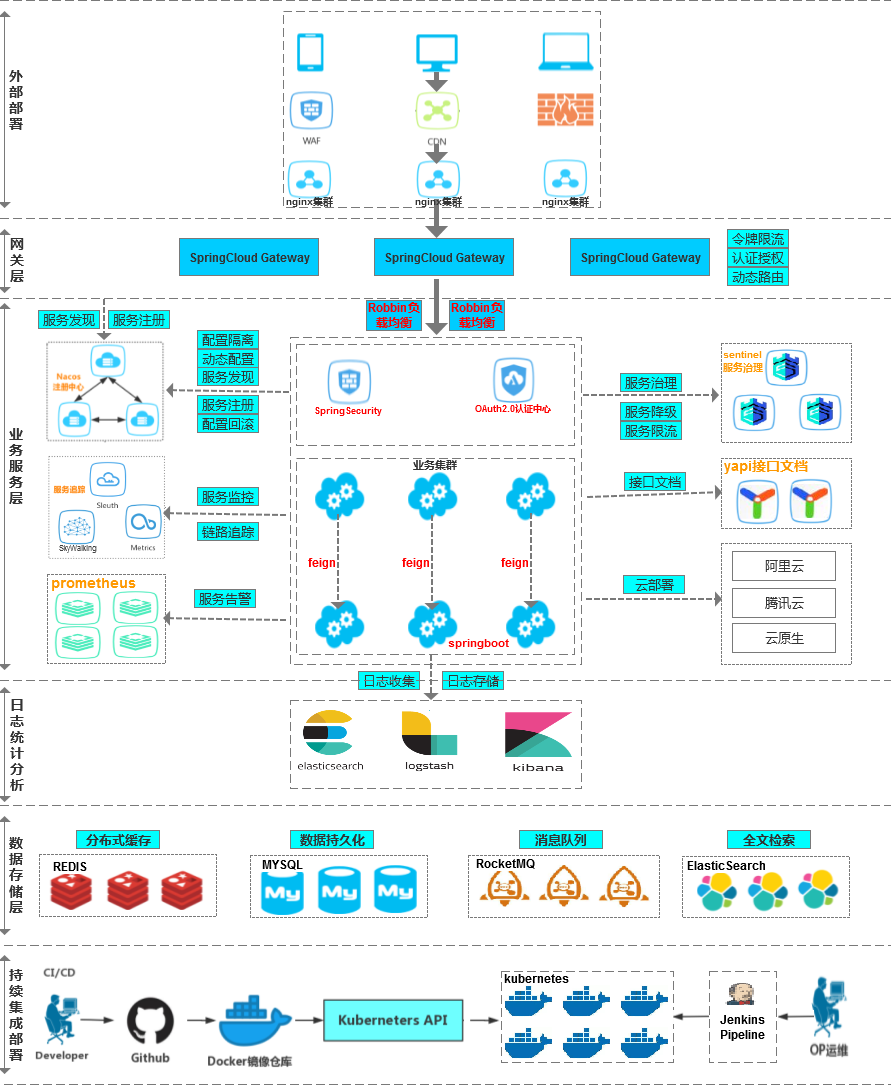 外部部署
WAF
CDN
nginx集群
nginx集群
nginx集群
网关层
SpringCloud Gateway
SpringCloud Gateway
SpringCloud Gateway
令牌限流
认证授权
动态路由
业务服务层
服务发现
服务注册
Robbin负
载均衡
Robbin负
载均衡
Nacos
注册中心
配置隔离
动态配置
服务发现
服务注册
配置回滚
SpringSecurity
OAuth2.0认证中心
服务治理
服务降级
服务限流
sentinel
服务治理
服务追踪
Sleuth
SkyWalking
Metrics
服务监控
链路追踪
业务集群
feign
feign
feign
springboot
接口文档
yapi接口文档
prometheus
服务告警
云部署
阿里云
腾讯云
云原生
日志统计分析
日志收集
日志存储
elasticsearch
logstash
kibana
数据存储层
分布式缓存
数据持久化
消息队列
全文检索
REDIS
MYSQL
My
My
My
RocketMQ
ElasticSearch
持续集成部署
CI/CD
Developer
Github
Docker镜像仓库
Kuberneters API
kubernetes
Jenkins
Pipeline
OP运维